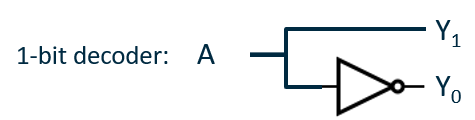 Y₁
1-bit decoder: A
Y₀